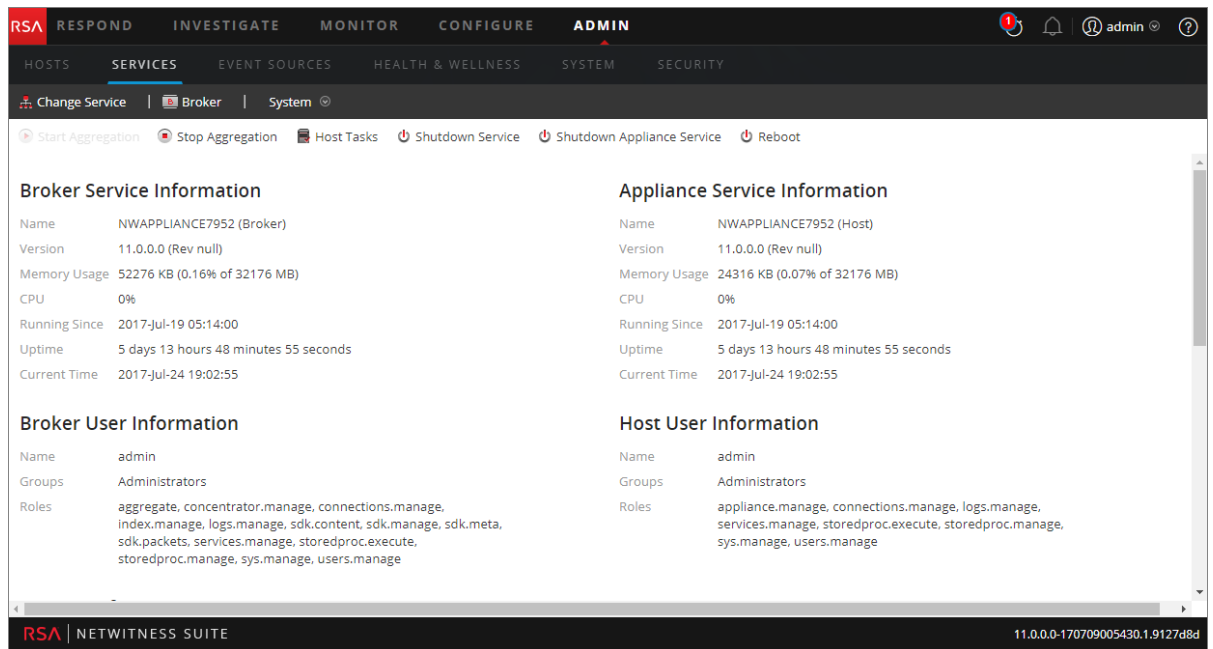 RSA RESPOND INVESTIGATE MONITOR CONFIGURE ADMIN 1 admin ?
HOSTS SERVICES EVENT SOURCES HEALTH & WELLNESS SYSTEM SECURITY
Change Service | B Broker | System
Start Aggregation Stop Aggregation Host Tasks Shutdown Service Shutdown Appliance Service Reboot
Broker Service Information
Name NWAPPLIANCE7952 (Broker)
Version 11.0.0.0 (Rev null)
Memory Usage 52276 KB (0.16% of 32176 MB)
CPU 0%
Running Since 2017-Jul-19 05:14:00
Uptime 5 days 13 hours 48 minutes 55 seconds
Current Time 2017-Jul-24 19:02:55
Appliance Service Information
Name NWAPPLIANCE7952 (Host)
Version 11.0.0.0 (Rev null)
Memory Usage 24316 KB (0.07% of 32176 MB)
CPU 0%
Running Since 2017-Jul-19 05:14:00
Uptime 5 days 13 hours 48 minutes 55 seconds
Current Time 2017-Jul-24 19:02:55
Broker User Information
Name admin
Groups Administrators
Roles aggregate, concentrator.manage, connections.manage,
index.manage, logs.manage, sdk.content, sdk.manage, sdk.meta,
sdk.packets, services.manage, storedproc.execute,
storedproc.manage, sys.manage, users.manage
Host User Information
Name admin
Groups Administrators
Roles appliance.manage, connections.manage, logs.manage,
services.manage, storedproc.execute, storedproc.manage,
sys.manage, users.manage
RSA | NETWITNESS SUITE 11.0.0.0-170709005430.1.9127d8d